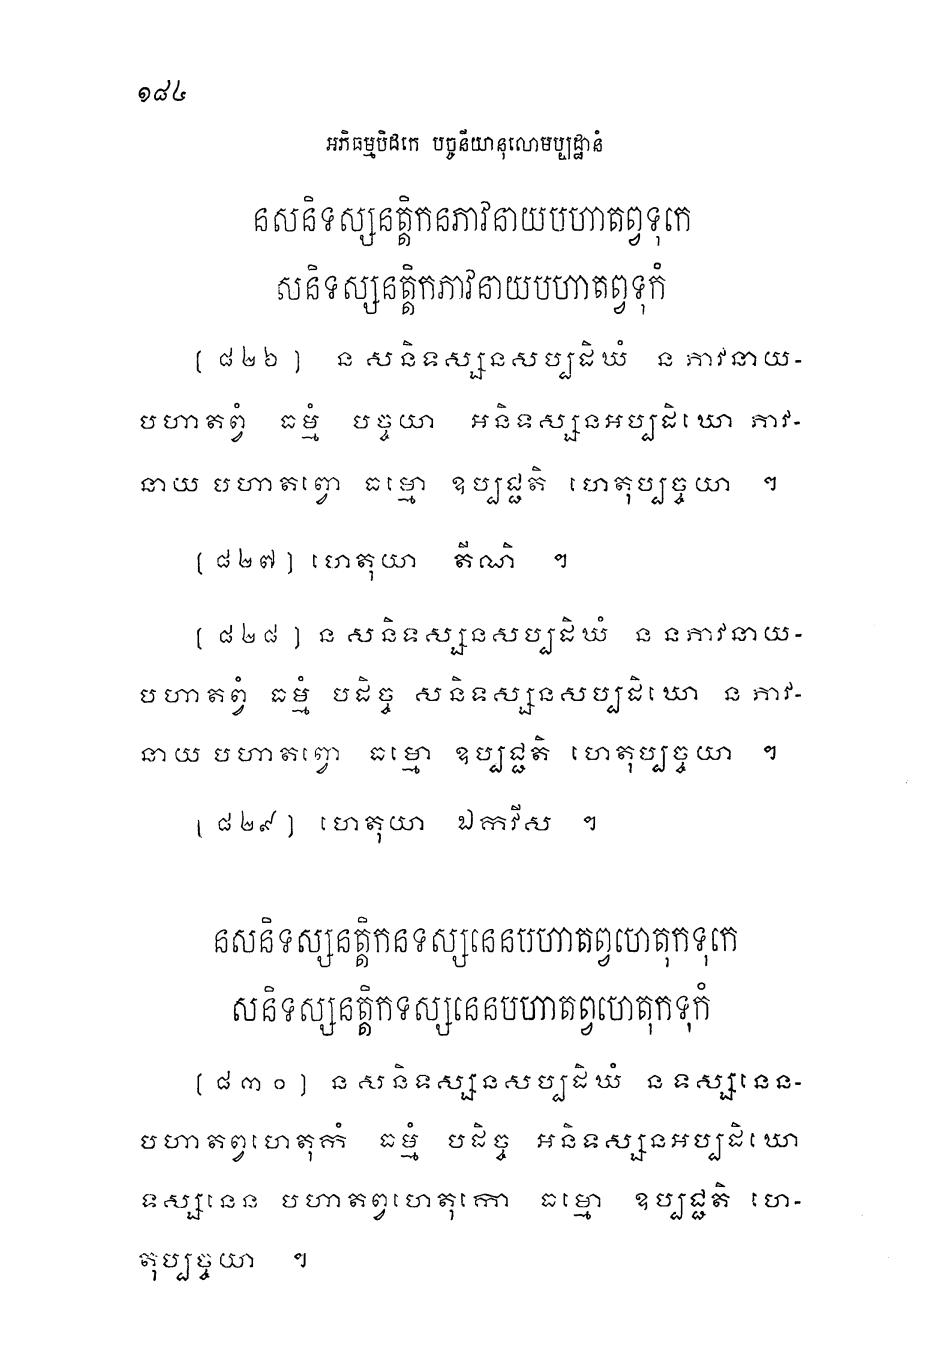 ១៨៤
អភិធម្មបិដកេ បច្ចនីយានុលោមប្បដ្ឋានំ
នសនិទស្សនត្តិកនភាវនាយបហាតព្វទុកេ
សនិទស្សនត្តិកភាវនាយបហាតព្វទុកំ
[៨២៦] ន សនិទស្សនសប្បដិឃំ ន ភាវនាយ-
បហាតព្វំ ធម្មំ បច្ចយា អនិទស្សនអប្បដិឃោ ភាវ-
នាយ បហាតព្វោ ធម្មោ ឧប្បជ្ជតិ ហេតុប្បច្ចយា ។
[៨២៧] ហេតុយា តីណិ ។
[៨២៨] ន សនិទស្សនសប្បដិឃំ ន នភាវនាយ-
បហាតព្វំ ធម្មំ បដិច្ច សនិទស្សនសប្បដិឃោ ន ភាវ-
នាយ បហាតព្វោ ធម្មោ ឧប្បជ្ជតិ ហេតុប្បច្ចយា ។
[៨២៩] ហេតុយា ឯកវីស ។
នសនិទស្សនត្តិកនទស្សនេនបហាតព្វហេតុកទុកេ
សនិទស្សនត្តិកទស្សនេនបហាតព្វហេតុកទុកំ
[៨៣០] ន សនិទស្សនសប្បដិឃំ ន ទស្សនេន-
បហាតព្វហេតុកំ ធម្មំ បដិច្ច អនិទស្សនអប្បដិឃោ
ទស្សនេន បហាតព្វហេតុកោ ធម្មោ ឧប្បជ្ជតិ ហេ-
តុប្បច្ចយា ។